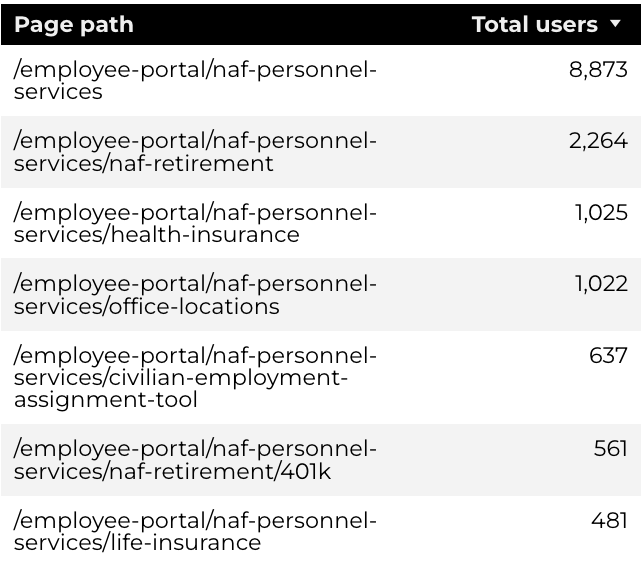 Page path Total users ▼
/employee-portal/naf-personnel- 8,873
services
/employee-portal/naf-personnel- 2,264
services/naf-retirement
/employee-portal/naf-personnel- 1,025
services/health-insurance
/employee-portal/naf-personnel- 1,022
services/office-locations
/employee-portal/naf-personnel- 637
services/civilian-employment-
assignment-tool
/employee-portal/naf-personnel- 561
services/naf-retirement/401k
/employee-portal/naf-personnel- 481
services/life-insurance